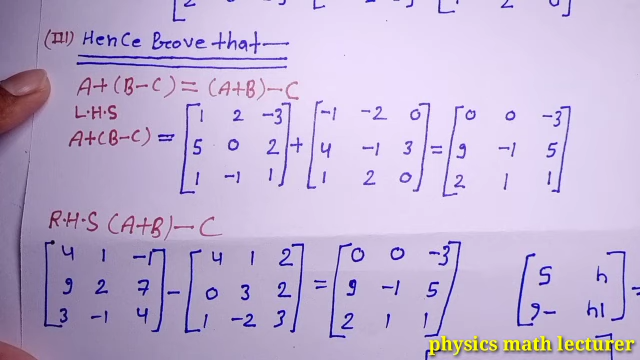 (III) Hence Prove that—
A+(B-C)=(A+B)-C
L.H.S
A+(B-C) = [1 2 -3] + [-1 -2 0] = [0 0 -3]
[5 0 2] [4 -1 3] [9 -1 5]
[1 -1 1] [1 2 0] [2 1 1]
R.H.S (A+B)-C
[4 1 -1] - [4 1 2] = [0 0 -3]
[9 2 7] [0 3 2] [9 -1 5]
[3 -1 4] [1 -2 3] [2 1 1]
physics math lecturer